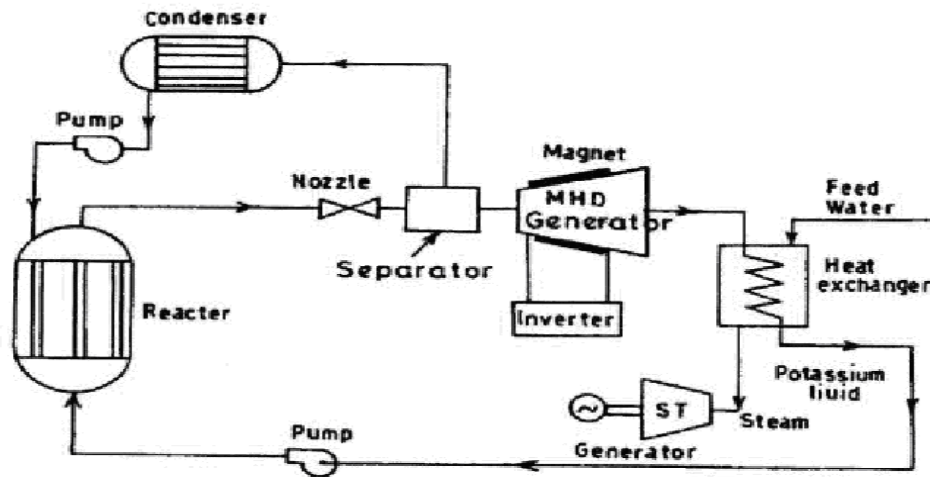 Condenser
Pump
Nozzle
Magnet
MHD
Generator
Feed
Water
Separator
Heat
exchanger
Reacter
Inverter
Potassium
liuid
ST
Steam
Generator
Pump